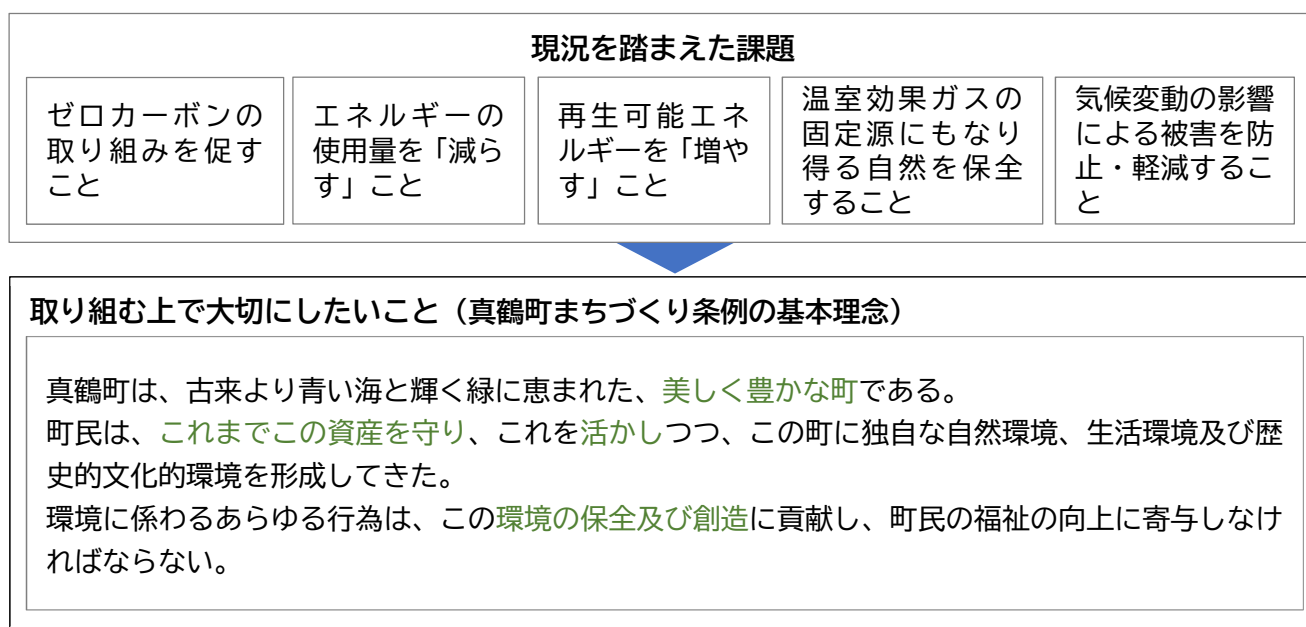 現況を踏まえた課題
ゼロカーボンの
取り組みを促す
こと
エネルギーの
使用量を「減ら
す」こと
再生可能エネ
ルギーを「増や
す」こと
温室効果ガスの
固定源にもなり
得る自然を保全
すること
気候変動の影響
による被害を防
止・軽減するこ
と
取り組む上で大切にしたいこと（真鶴町まちづくり条例の基本理念）
真鶴町は、古来より青い海と輝く緑に恵まれた、美しく豊かな町である。
町民は、これまでこの資産を守り、これを活かしつつ、この町に独自な自然環境、生活環境及び歴
史的文化的環境を形成してきた。
環境に係わるあらゆる行為は、この環境の保全及び創造に貢献し、町民の福祉の向上に寄与しなけ
ればならない。